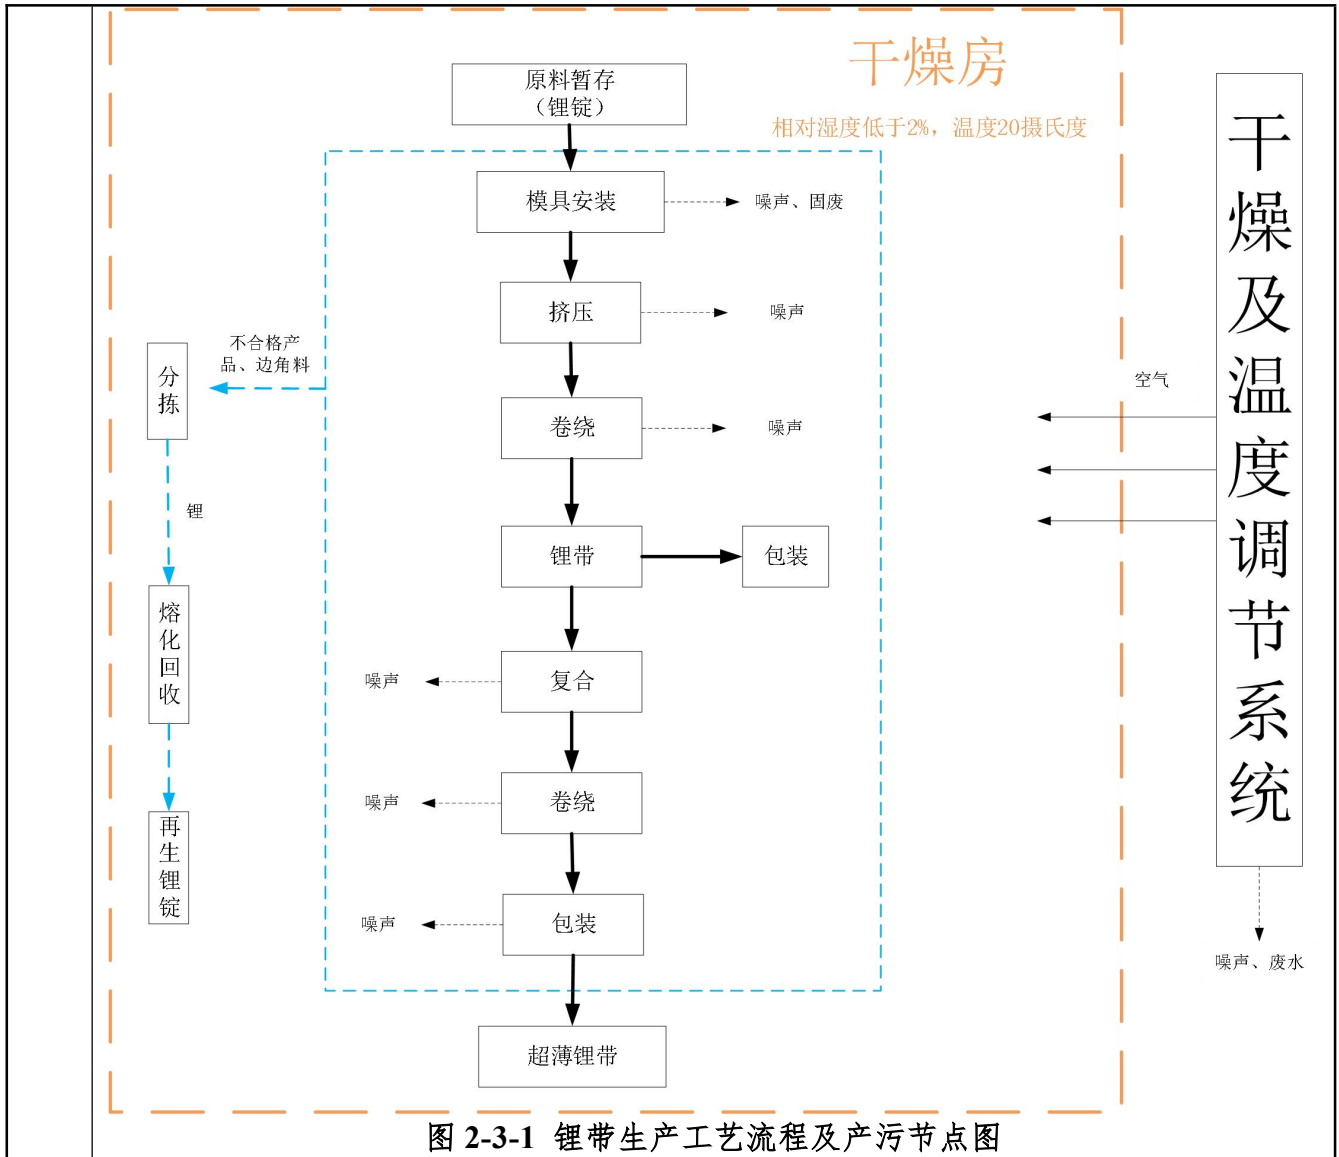 干燥房
相对湿度低于2%，温度20摄氏度
原料暂存
（锂锭）
模具安装
噪声、固废
挤压
噪声
卷绕
噪声
锂带
包装
复合
噪声
卷绕
噪声
包装
噪声
超薄锂带
不合格产
品、边角料
分拣
锂
熔化回收
再生锂锭
空气
干燥及温度调节系统
噪声、废水
图 2-3-1 锂带生产工艺流程及产污节点图